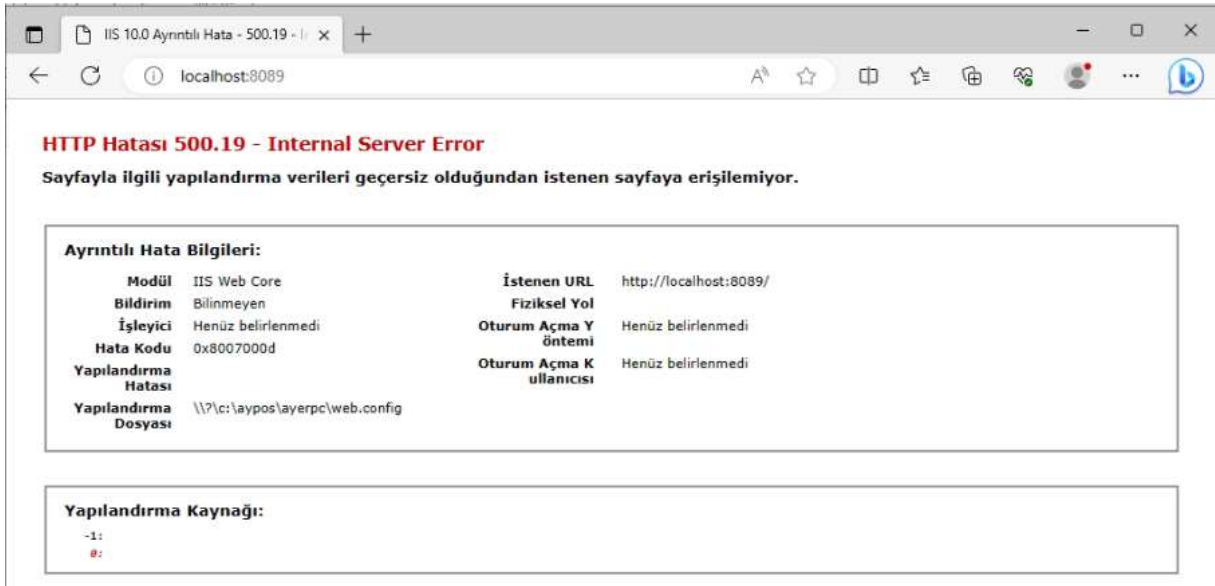 IIS 10.0 Ayrıntılı Hata - 500.19 - I
localhost:8089
HTTP Hatası 500.19 - Internal Server Error
Sayfayla ilgili yapılandırma verileri geçersiz olduğundan istenen sayfaya erişilemiyor.
Ayrıntılı Hata Bilgileri:
Modül IIS Web Core
Bildirim Bilinmeyen
İşleyici Henüz belirlenmedi
Hata Kodu 0x8007000d
Yapılandırma
Hatası
Yapılandırma \\?\c:\aypos\ayerpc\web.config
Dosyası
İstenen URL http://localhost:8089/
Fiziksel Yol
Oturum Açma Y Henüz belirlenmedi
öntemi
Oturum Açma K Henüz belirlenmedi
ullanıcısı
Yapılandırma Kaynağı:
-1:
0: